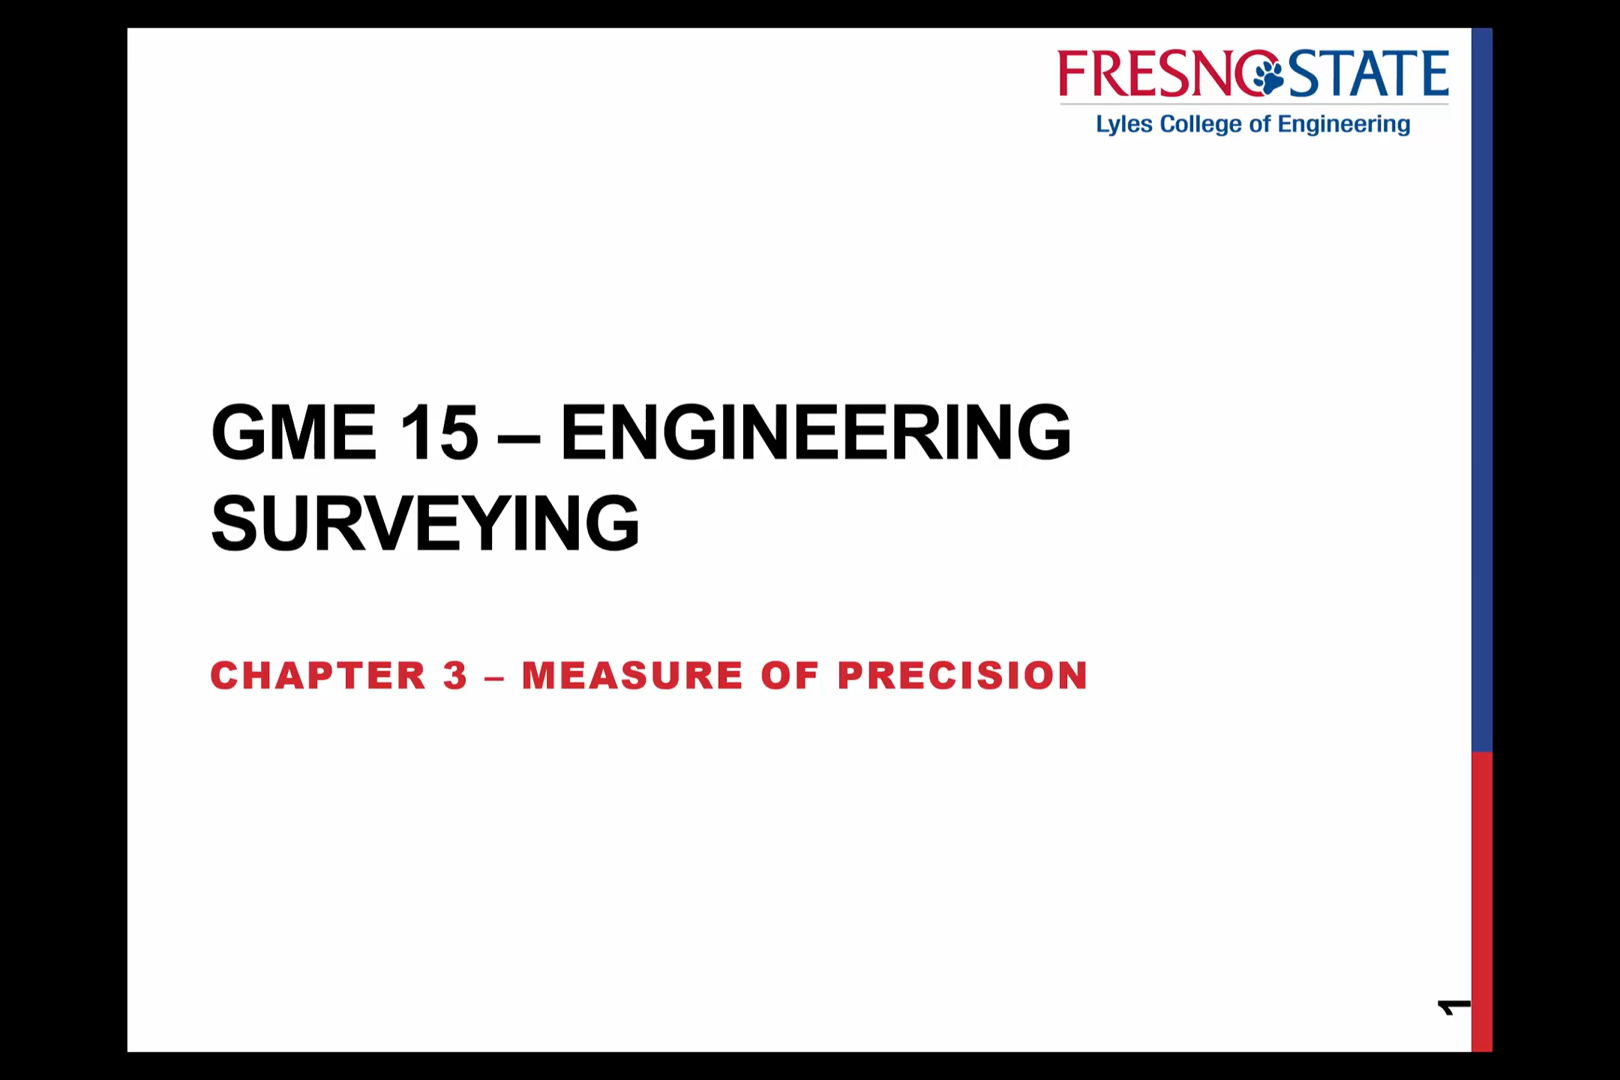 FRESNO STATE
Lyles College of Engineering
GME 15 – ENGINEERING
SURVEYING
CHAPTER 3 – MEASURE OF PRECISION
1